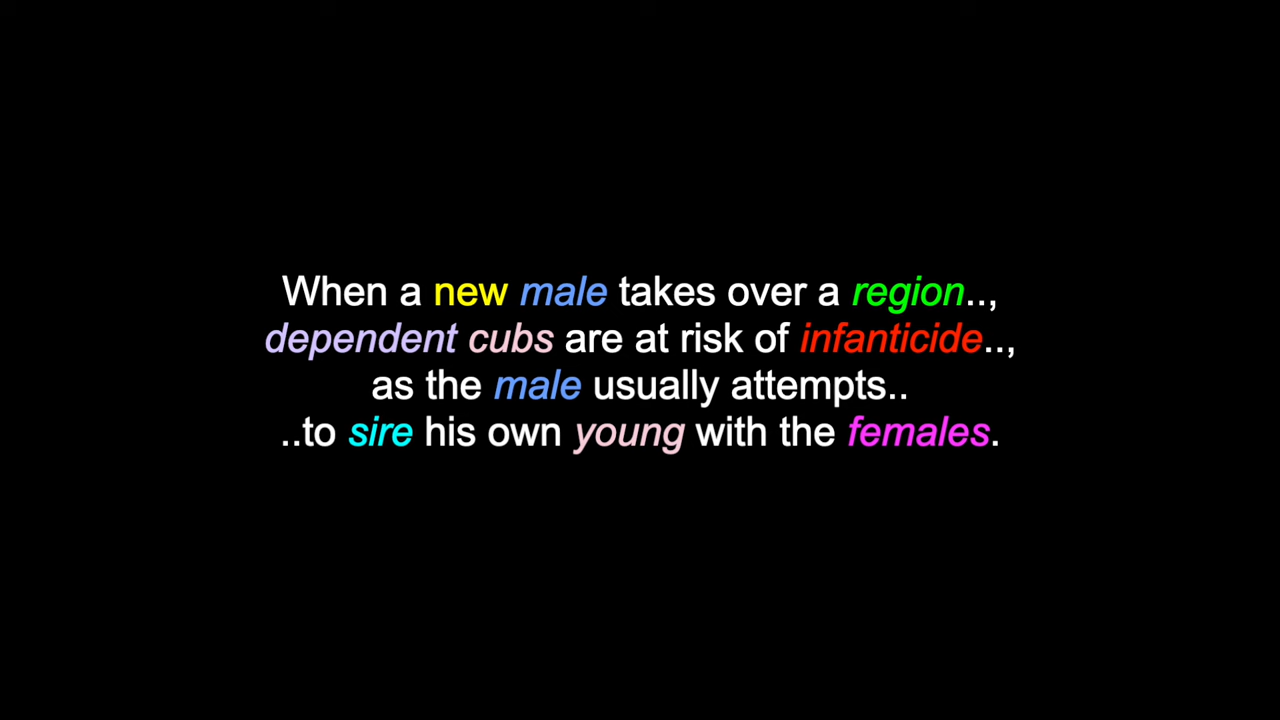 When a new male takes over a region..,
dependent cubs are at risk of infanticide..,
as the male usually attempts..
..to sire his own young with the females.